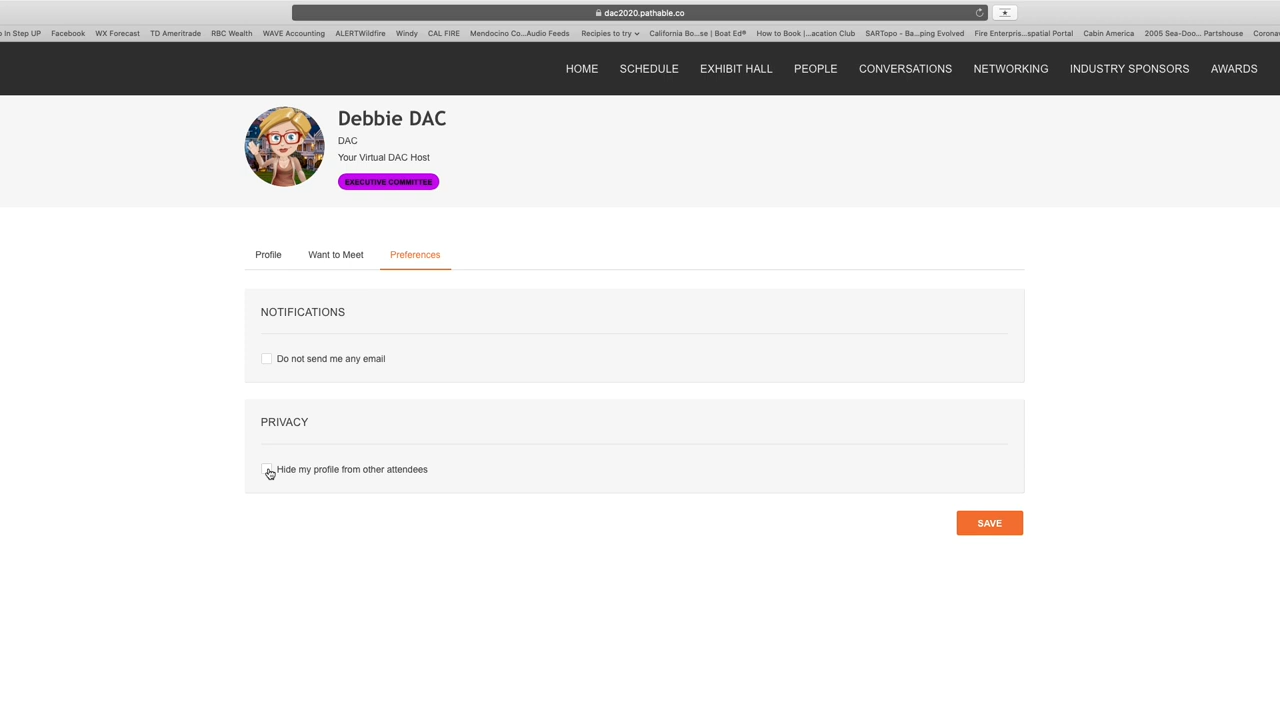 dac2020.pathable.co
o In Step UP Facebook WX Forecast TD Ameritrade RBC Wealth WAVE Accounting ALERTWildfire Windy CAL FIRE Mendocino Co...Audio Feeds Recipies to try California Bo...se | Boat Ed® How to Book |...acation Club SARTopo - Ba...ping Evolved Fire Enterpris...spatial Portal Cabin America 2005 Sea-Doo... Partshouse Corona
HOME SCHEDULE EXHIBIT HALL PEOPLE CONVERSATIONS NETWORKING INDUSTRY SPONSORS AWARDS
Debbie DAC
DAC
Your Virtual DAC Host
EXECUTIVE COMMITTEE
Profile Want to Meet Preferences
NOTIFICATIONS
Do not send me any email
PRIVACY
Hide my profile from other attendees
SAVE